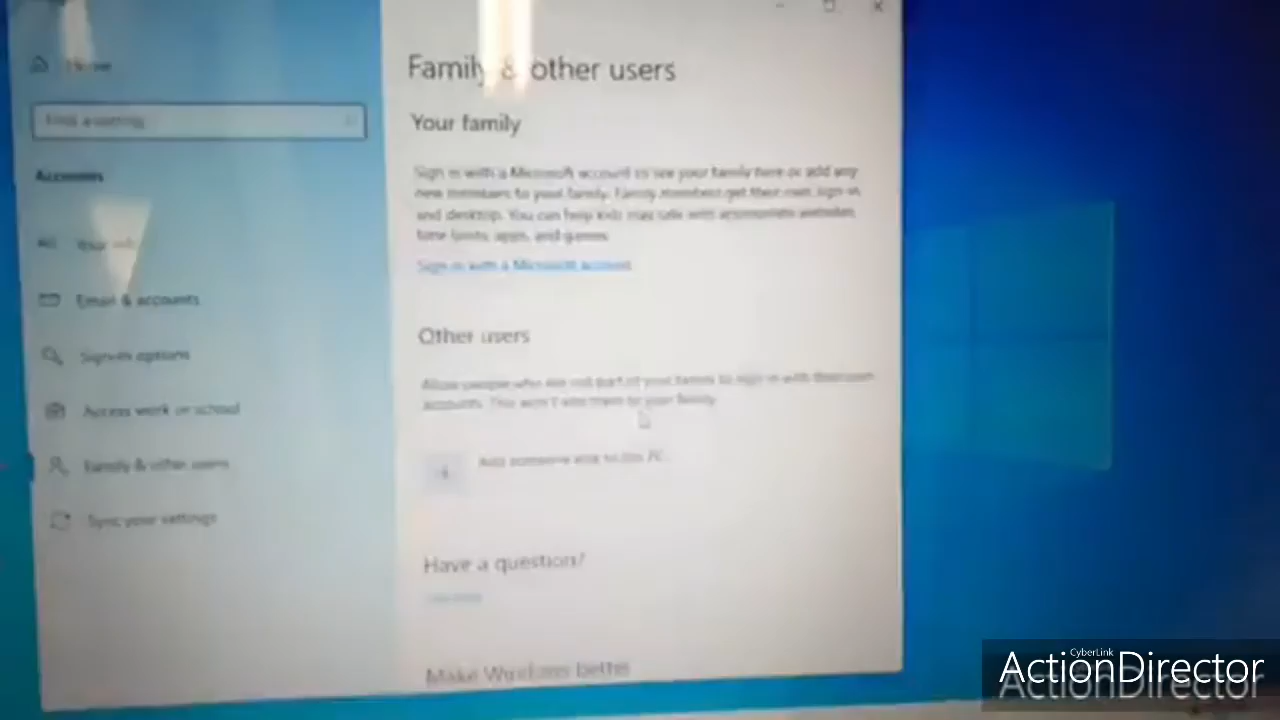 Home
Find a setting
Accounts
Your info
Email & accounts
Sign-in options
Access work or school
Family & other users
Sync your settings
Family & other users
Your family
Sign in with a Microsoft account to see your family here or add any
new members to your family. Family members get their own sign-in
and desktop. You can help kids stay safe with appropriate websites,
time limits, apps, and games.
Sign in with a Microsoft account
Other users
Allow people who are not part of your family to sign in with their own
accounts. This won't add them to your family.
Add someone else to this PC
Have a question?
Make Windows better
CyberLink
ActionDirector